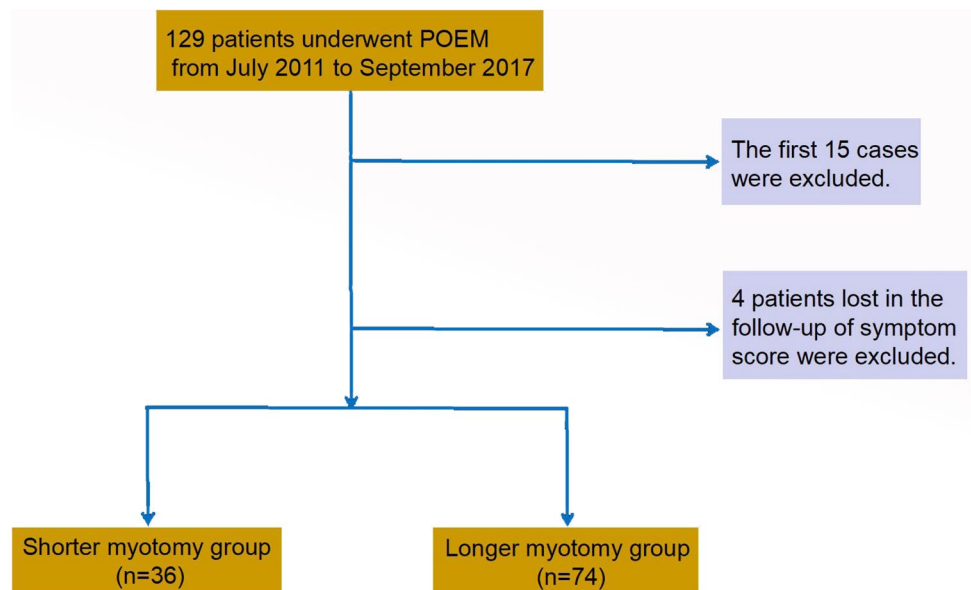 129 patients underwent POEM
from July 2011 to September 2017
The first 15 cases
were excluded.
4 patients lost in the
follow-up of symptom
score were excluded.
Shorter myotomy group
(n=36)
Longer myotomy group
(n=74)